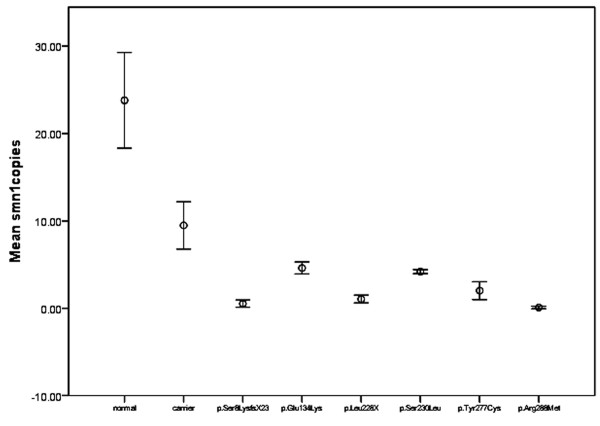 Mean smn1copies
30.00
20.00
10.00
0.00
-10.00
normal
carrier
p.Ser8LysfsX23
p.Glu134Lys
p.Leu228X
p.Ser230Leu
p.Tyr277Cys
p.Arg288Met